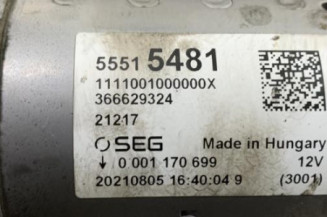 5551 5481
1111001000000X
366629324
21217
SEG Made in Hungary
↓ 0 001 170 699 12V
20210805 16:40:04 9 (3001)